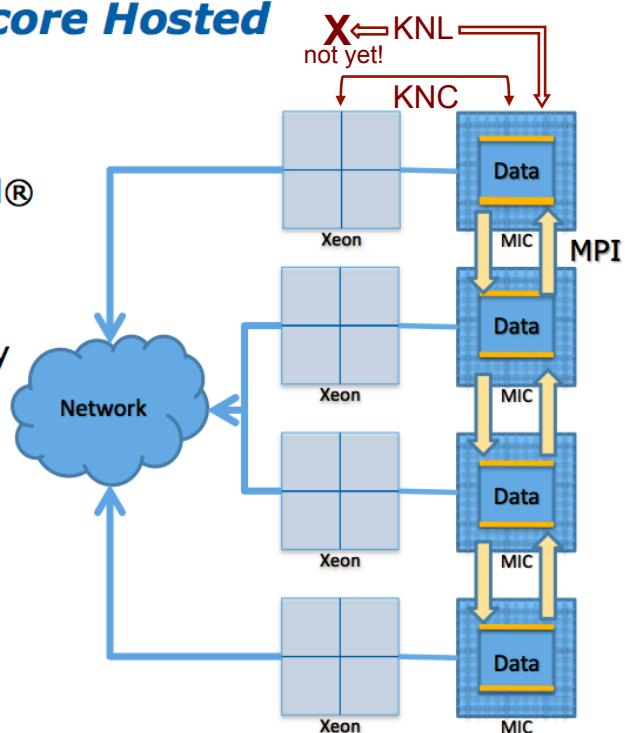 core Hosted
X KNL
not yet!
KNC
®
Data
Xeon
MIC
MPI
Data
Xeon
MIC
Network
Data
Xeon
MIC
Data
Xeon
MIC